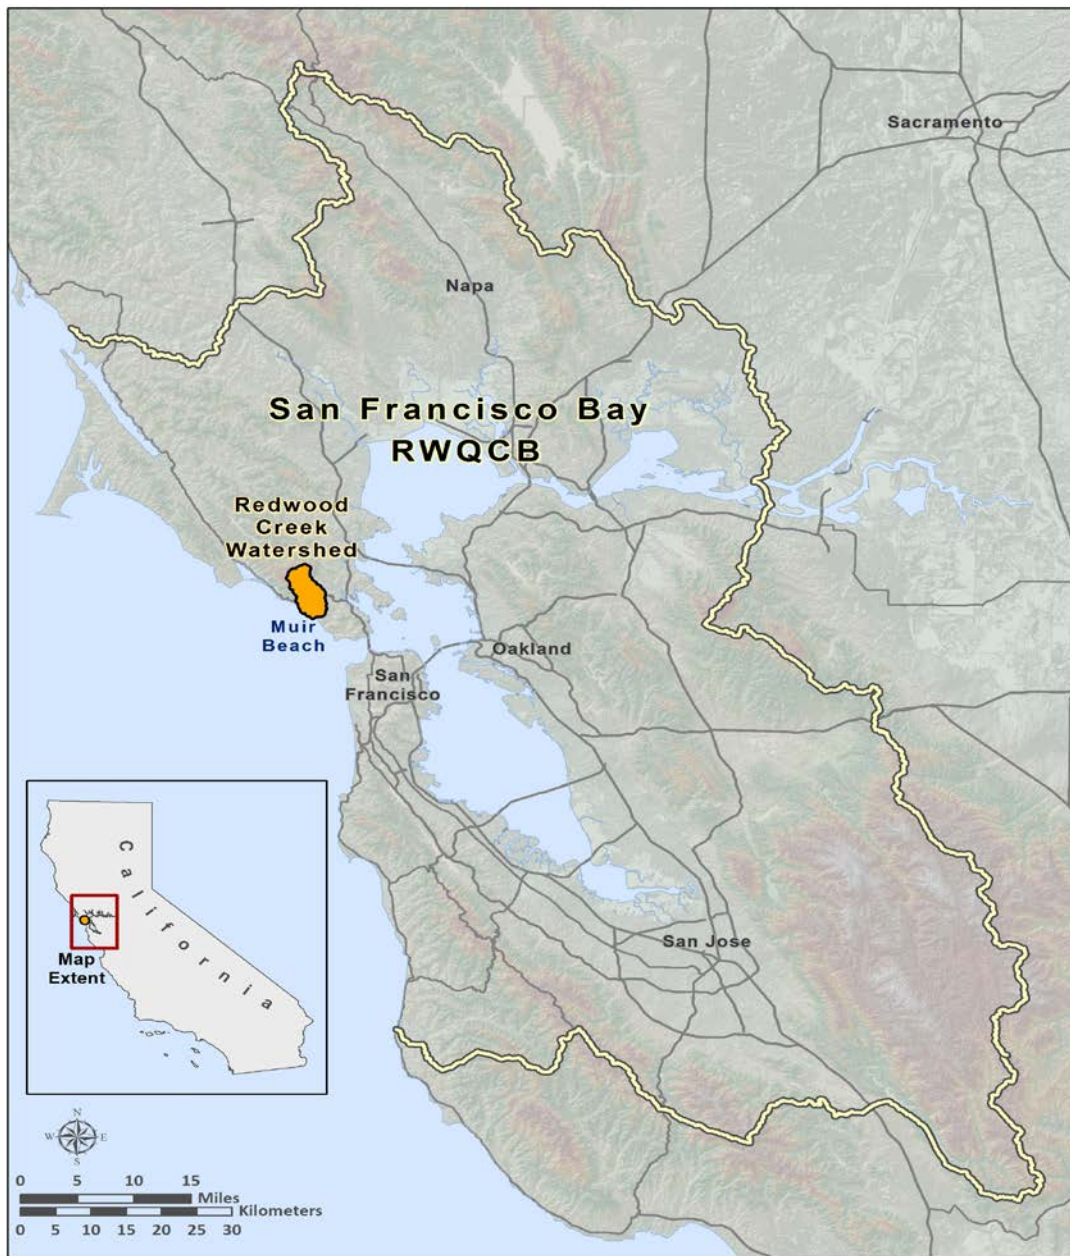 Sacramento
Napa
San Francisco Bay
RWQCB
Redwood
Creek
Watershed
Muir
Beach
Oakland
San
Francisco
San Jose
California
Map
Extent
N
W E
S
0 5 10 15
Miles
Kilometers
0 5 10 15 20 25 30